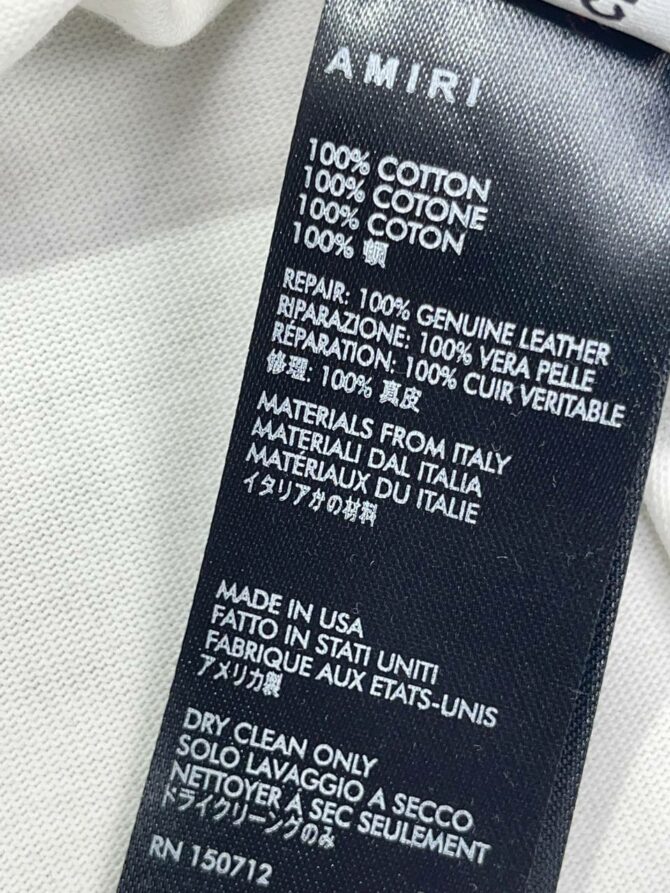 AMIRI
100% COTTON
100% COTONE
100% COTON
100% 頓
REPAIR: 100% GENUINE LEATHER
RIPARAZIONE: 100% VERA PELLE
RÉPARATION: 100% CUIR VERITABLE
修理: 100% 真皮
MATERIALS FROM ITALY
MATERIALI DAL ITALIA
MATÉRIAUX DU ITALIE
イタリアかの材料
MADE IN USA
FATTO IN STATI UNITI
FABRIQUE AUX ETATS-UNIS
アメリカ製
DRY CLEAN ONLY
SOLO LAVAGGIO A SECCO
NETTOYER A SEC SEULEMENT
ドライクリーングのみ
RN 150712